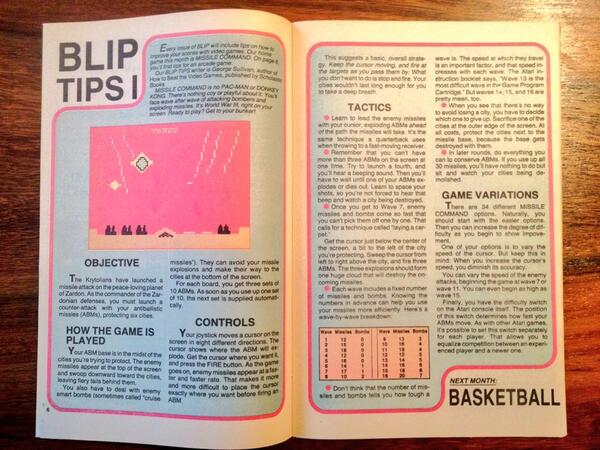 BLIP
TIPS!
Every issue of BLIP will include tips on how to
improve your scores with video games. Our home
game this month is MISSILE COMMAND. On page 8,
you'll find tips for an arcade game.
Our BLIP TIPS writer is George Sullivan, author of
How to Beat the Video Games, published by Scholastic
Books.
MISSILE COMMAND is no PAC-MAN or DONKEY
KONG. There's nothing coy or playful about it. You'll
face wave after wave of attacking bombers and
exploding missiles. It's World War III, right on your
screen. Ready to play? Get to your bunker!
OBJECTIVE
The Krytolians have launched a
missile attack on the peace-loving planet
of Zardon. As the commander of the Zar-
donian defenses, you must launch a
counter-attack with your antiballistic
missiles (ABMs), protecting six cities.
HOW THE GAME IS
PLAYED
Your ABM base is in the midst of the
cities you're trying to protect. The enemy
missiles appear at the top of the screen
and swoop downward toward the cities,
leaving fiery tails behind them.
You also have to deal with enemy
smart bombs (sometimes called "cruise
missiles"). They can avoid your missile
explosions and make their way to the
cities at the bottom of the screen.
For each board, you get three sets of
10 ABMs. As soon as you use up one set
of 10, the next set is supplied automati-
cally.
CONTROLS
Your joystick moves a cursor on the
screen in eight different directions. The
cursor shows where the ABM will ex-
plode. Get the cursor where you want it,
and press the FIRE button. As the game
goes on, enemy missiles appear at a fast-
er and faster rate. That makes it more
and more difficult to place the cursor
exactly where you want before firing an
ABM.
6
This suggests a basic, overall strate-
gy. Keep the cursor moving, and fire at
the targets as you pass them by. What
you don't want to do is stop and fire. Your
cities wouldn't last long enough for you
to take a deep breath.
TACTICS
Learn to lead the enemy missiles
with your cursor, exploding ABMs ahead
of the path the missiles will take. It's the
same technique a quarterback uses
when throwing to a fast-moving receiver.
Remember that you can't have
more than three ABMs on the screen at
one time. Try to launch a fourth, and
you'll hear a beeping sound. Then you'll
have to wait until one of your ABMs ex-
plodes or dies out. Learn to space your
shots, so you're not forced to hear that
beep and watch a city being destroyed.
Once you get to Wave 7, enemy
missiles and bombs come so fast that
you can't pick them off one by one. That
calls for a technique called "laying a car-
pet."
Get the cursor just below the center of
the screen, a bit to the left of the city
you're protecting. Sweep the cursor from
left to right above the city, and fire three
ABMs. The three explosions should form
one huge cloud that will destroy the on-
coming missiles.
Each wave includes a fixed number
of missiles and bombs. Knowing the
numbers in advance can help you use
your missiles more efficiently. Here's a
wave-by-wave breakdown:
Wave Missiles Bombs Wave Missiles Bombs
Don't think that the number of mis-
siles and bombs tells you how tough a
wave is. The speed at which they travel
is an important factor, and that speed in-
creases with each wave. The Atari in-
struction booklet says, "Wave 13 is the
most difficult wave in the Game Program
Cartridge." But waves 14, 15, and 16 are
pretty mean, too.
When you see that there's no way
to avoid losing a city, you have to decide
which one to give up. Sacrifice one of the
cities at the outer edge of the screen. At
all costs, protect the cities next to the
missile base, because the base gets
destroyed with them.
In later rounds, do everything you
can to conserve ABMs. If you use up all
30 missiles, you'll have nothing to do but
sit and watch your cities being de-
molished.
GAME VARIATIONS
There are 34 different MISSILE
COMMAND options. Naturally, you
should start with the easier options.
Then you can increase the degree of dif-
ficulty as you begin to show improve-
ment.
One of your options is to vary the
speed of the cursor. But keep this in
mind: When you increase the cursor's
speed, you diminish its accuracy.
You can vary the speed of the enemy
attacks, beginning the game at wave 7 or
wave 11. You can even begin as high as
wave 15.
Finally, you have the difficulty switch
on the Atari console itself. The position
of this switch determines how fast your
ABMs move. As with other Atari games,
it's possible to set this switch separately
for each player. That allows you to
equalize competition between an experi-
enced player and a newer one.
NEXT MONTH:
BASKETBALL